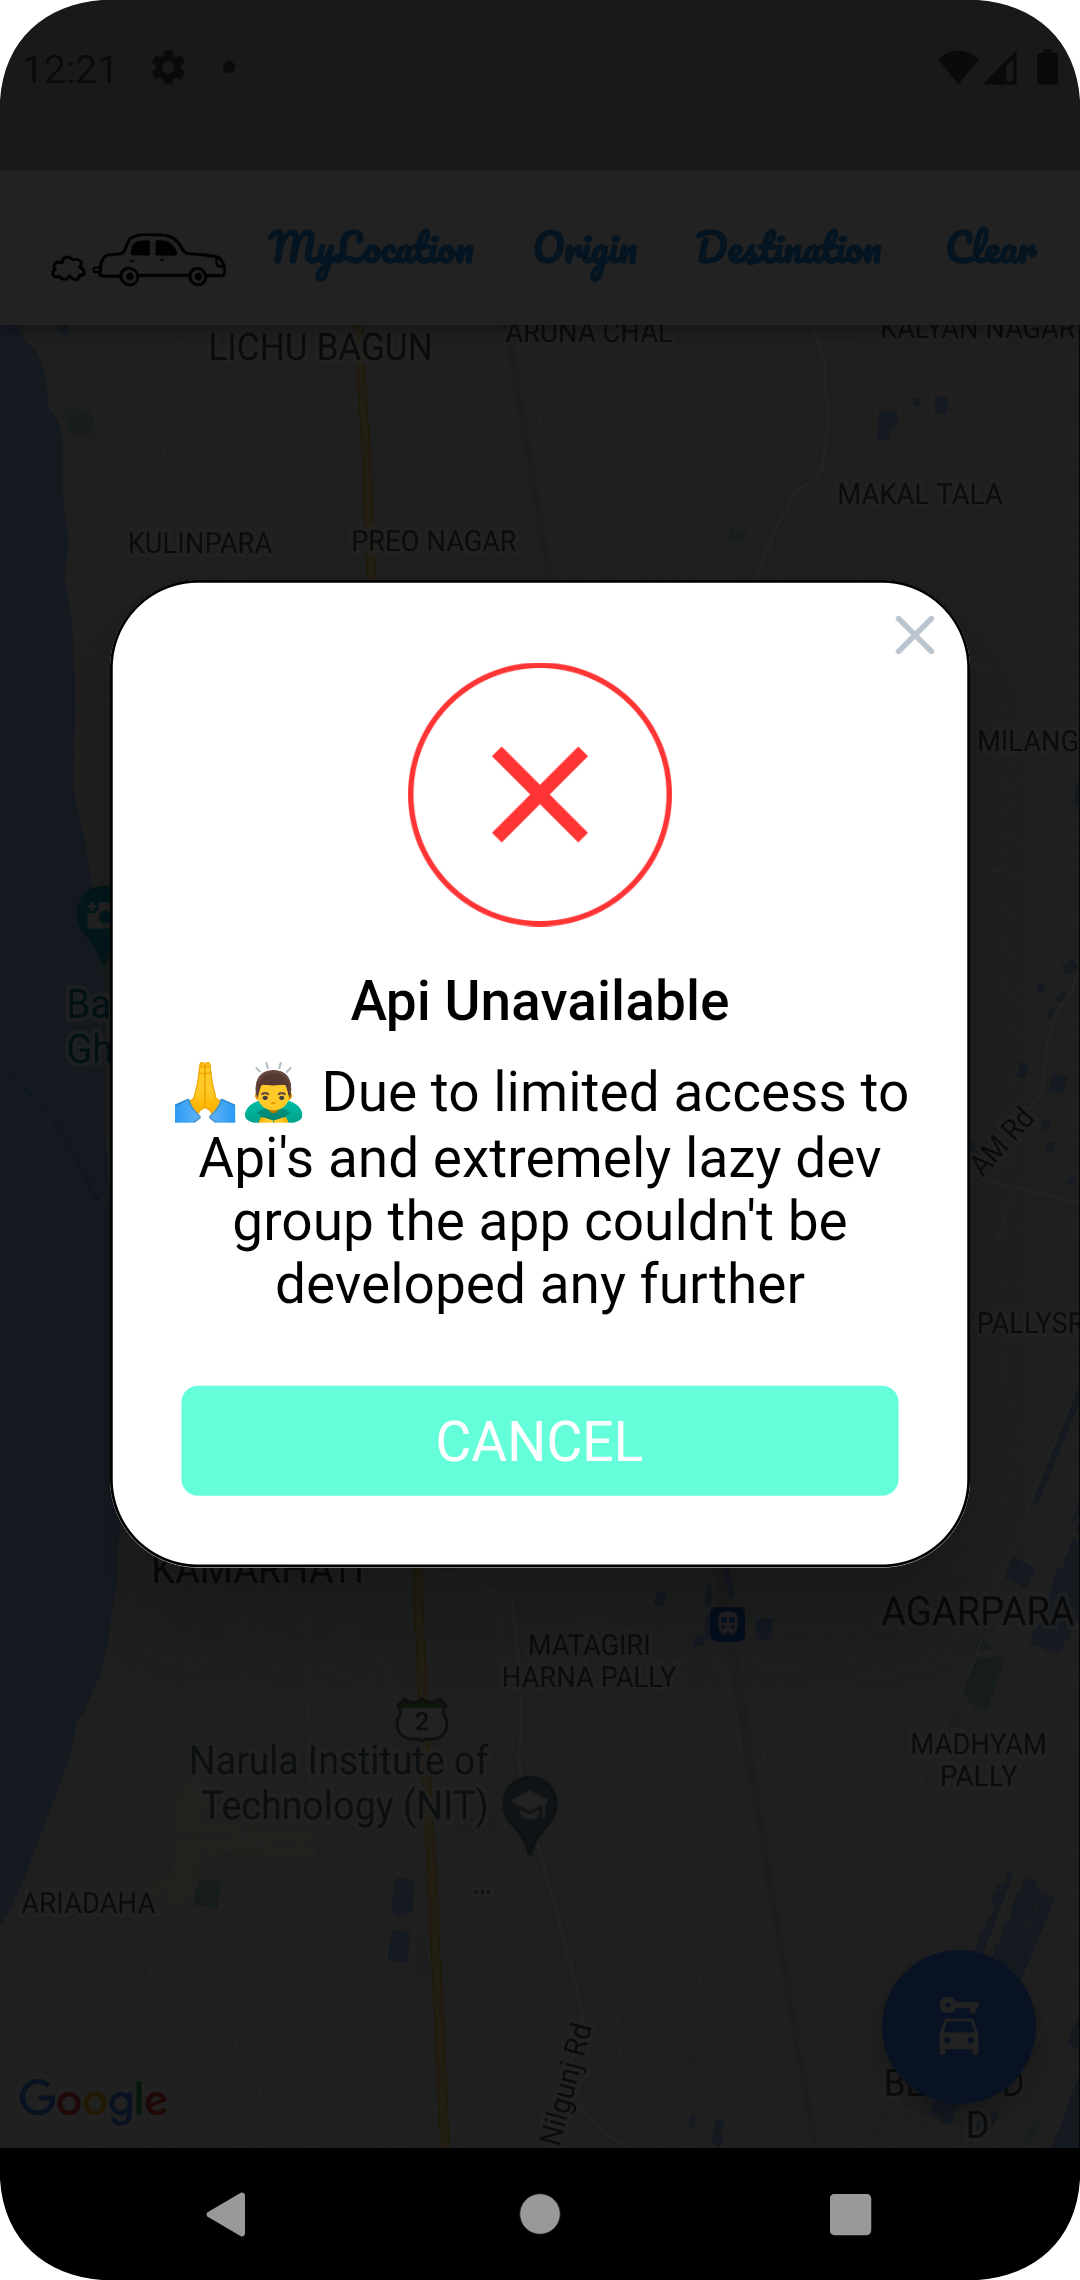 12:21
MyLocation Origin Destination Clear
LICHU BAGUN
ARUNA CHAL
KALYAN NAGAR
MAKAL TALA
KULINPARA
PREO NAGAR
MILANG
Ba
Gh
Api Unavailable
🙏🙇‍♂️ Due to limited access to
Api's and extremely lazy dev
group the app couldn't be
developed any further
AM Rd
PALLYSR
CANCEL
KAMARHATI
AGARPARA
MATAGIRI
HARNA PALLY
2
Narula Institute of
Technology (NIT)
MADHYAM
PALLY
ARIADAHA
...
Nilgunj Rd
Google
D
D